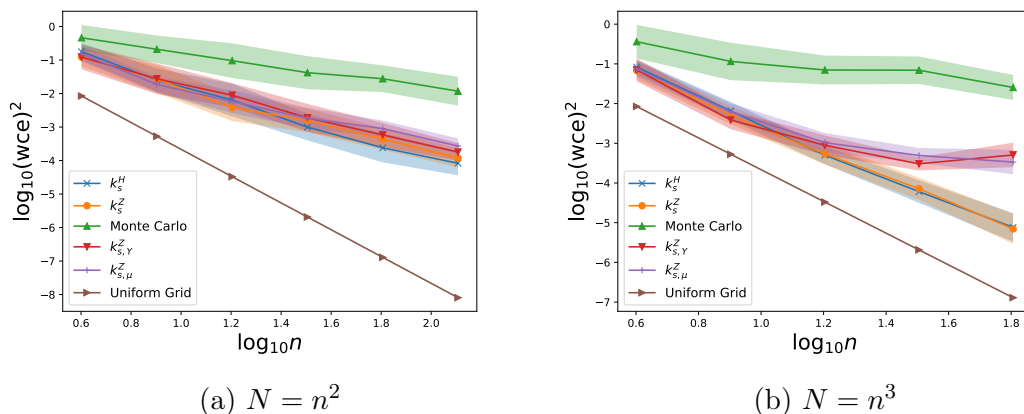 0
−1
−2
−3
−4
−5
−6
−7
−8
log₁₀(wce)²
k_s^H
k_s^Z
Monte Carlo
k_{s,Y}^Z
k_{s,μ}^Z
Uniform Grid
0.6 0.8 1.0 1.2 1.4 1.6 1.8 2.0
log₁₀n
(a) N = n²
0
−1
−2
−3
−4
−5
−6
−7
log₁₀(wce)²
k_s^H
k_s^Z
Monte Carlo
k_{s,Y}^Z
k_{s,μ}^Z
Uniform Grid
0.6 0.8 1.0 1.2 1.4 1.6 1.8
log₁₀n
(b) N = n³